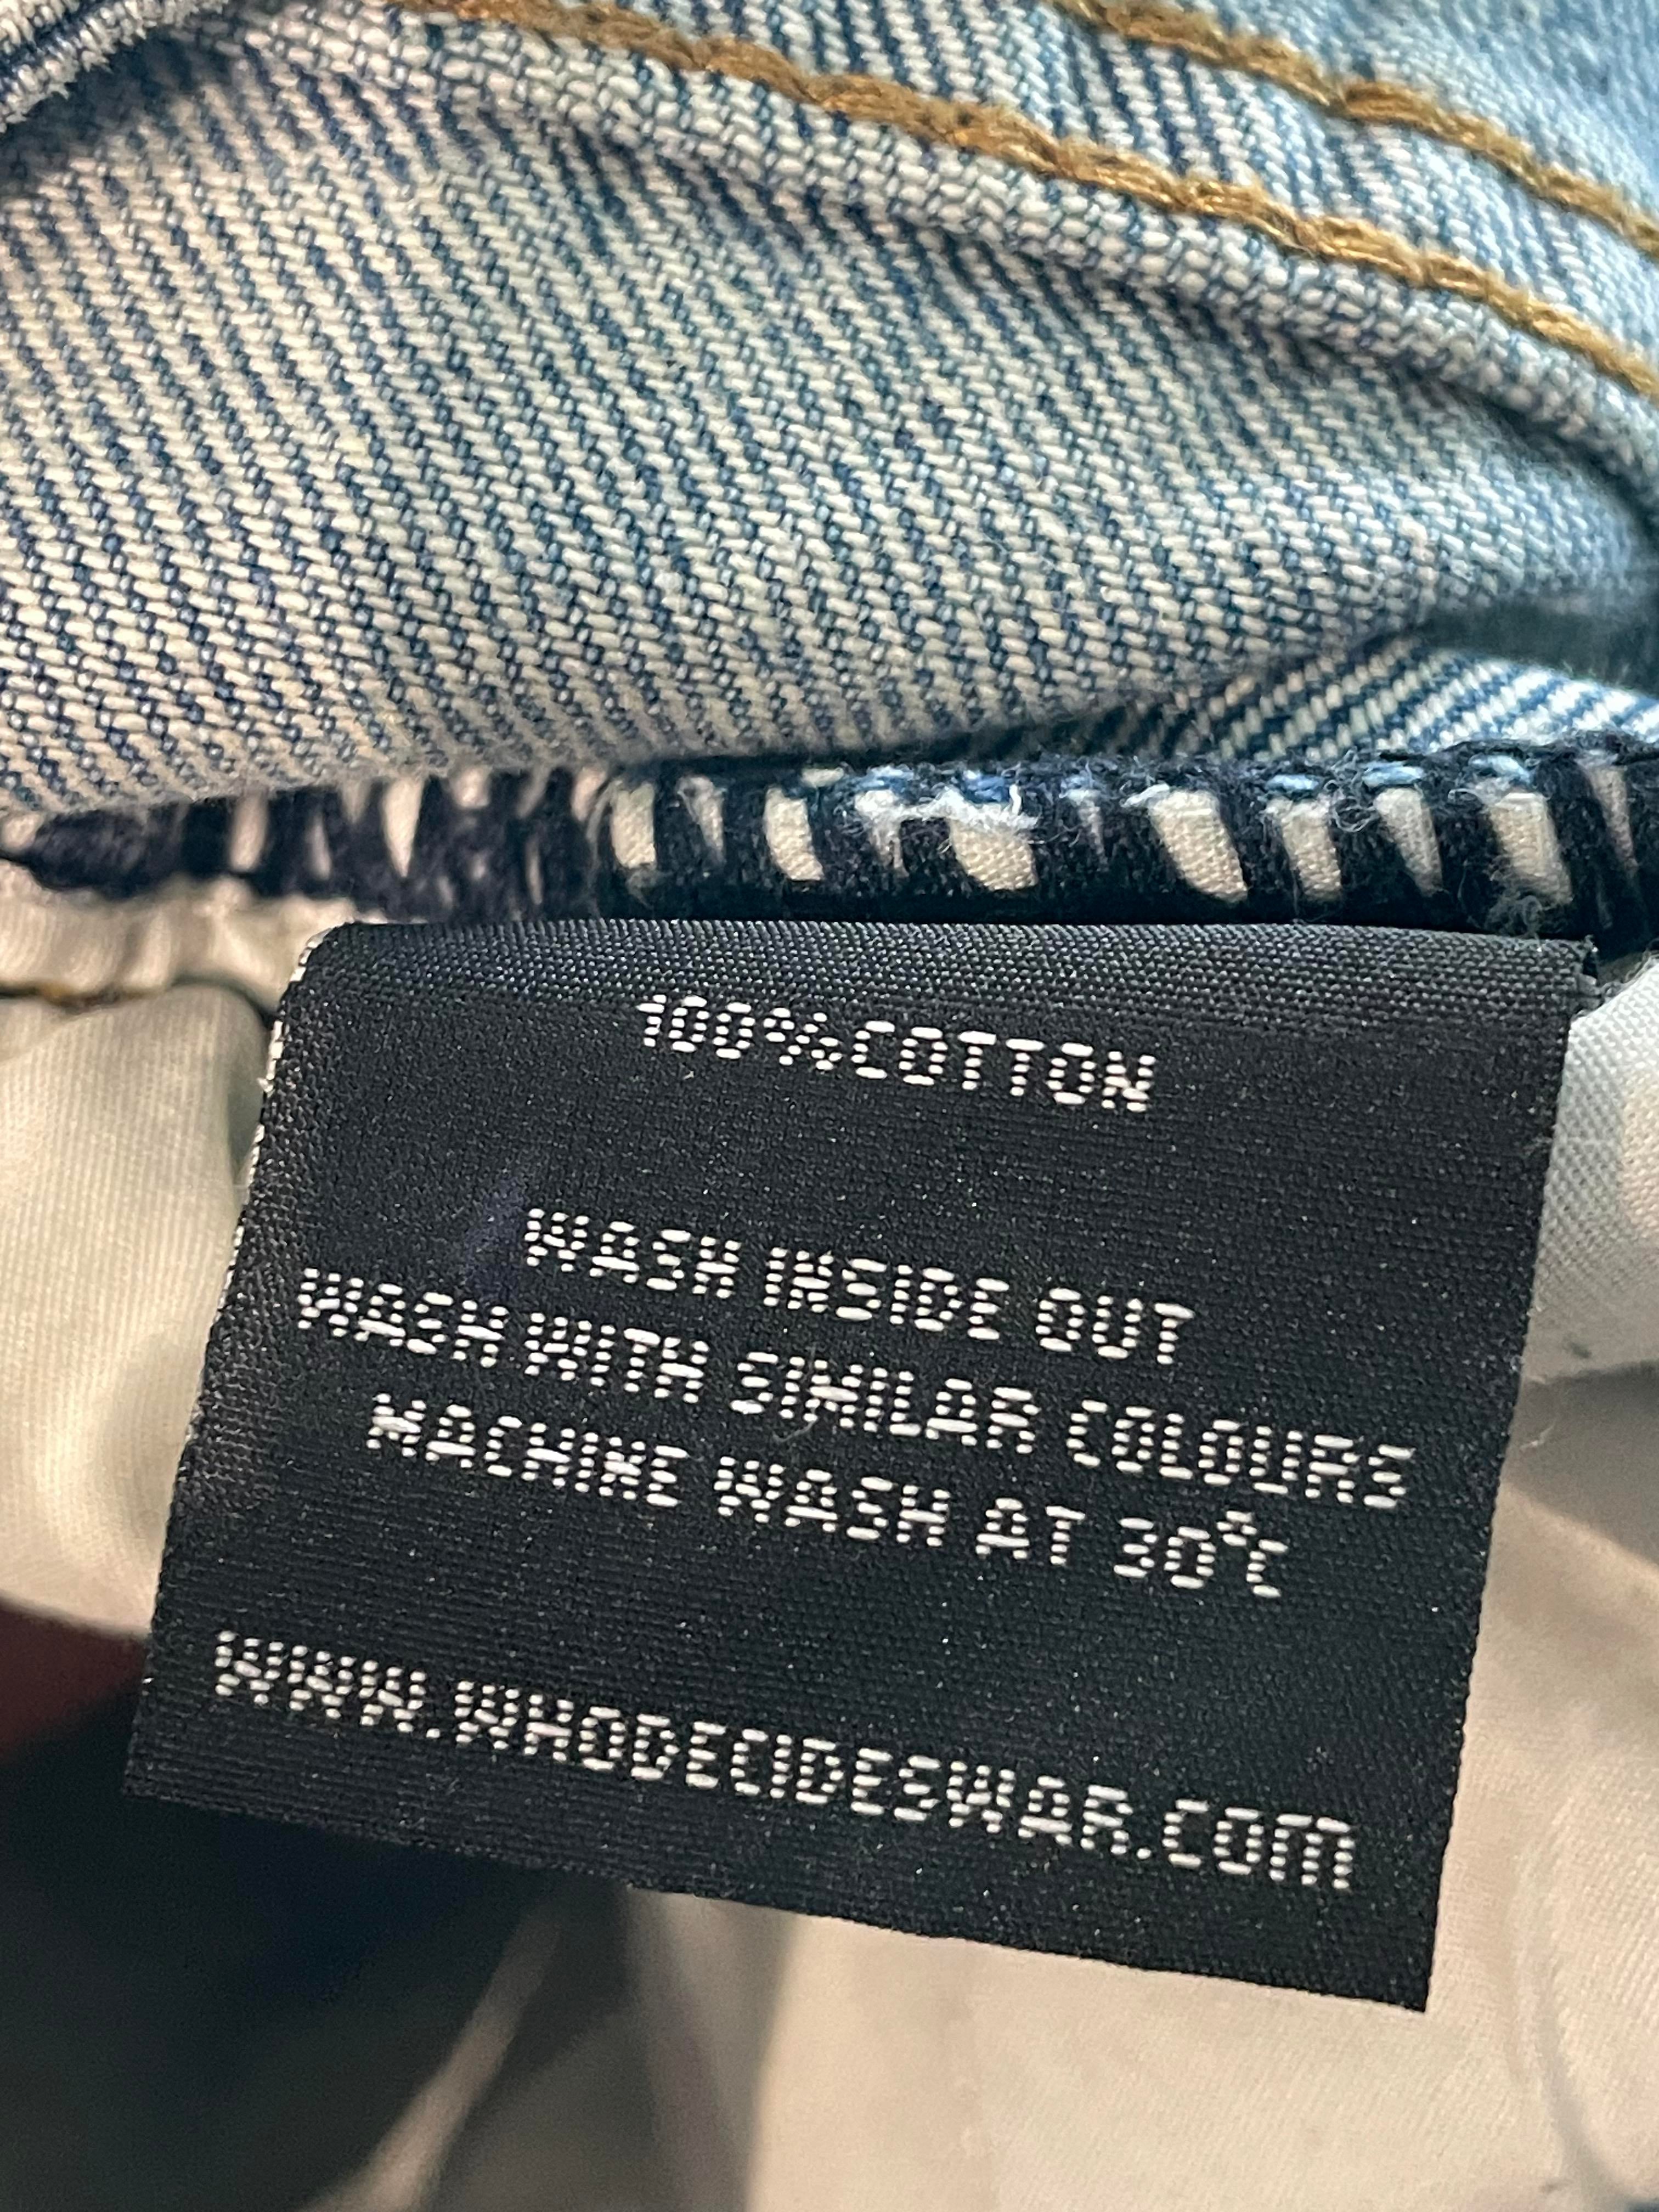 100%COTTON
WASH INSIDE OUT
WASH WITH SIMILAR COLOURS
MACHINE WASH AT 30°C
WWW.WHODECIDESWAR.COM